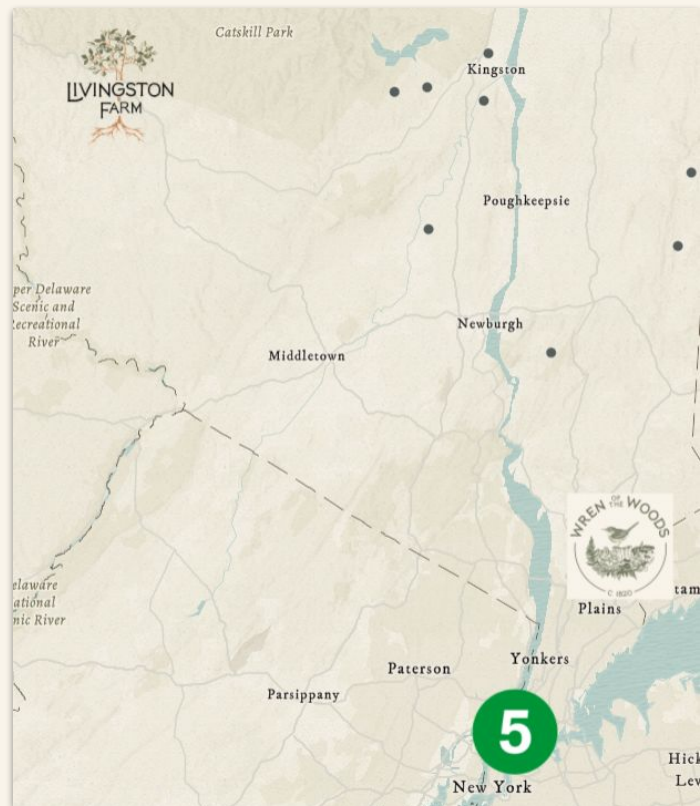 Catskill Park
LIVINGSTON
FARM
Kingston
Poughkeepsie
per Delaware
Scenic and
ecreational
River
Newburgh
Middletown
WREN OF THE WOODS
C 1820
elaware
ational
nic River
tam
Plains
Yonkers
Paterson
Parsippany
5
Hick
Lev
New York